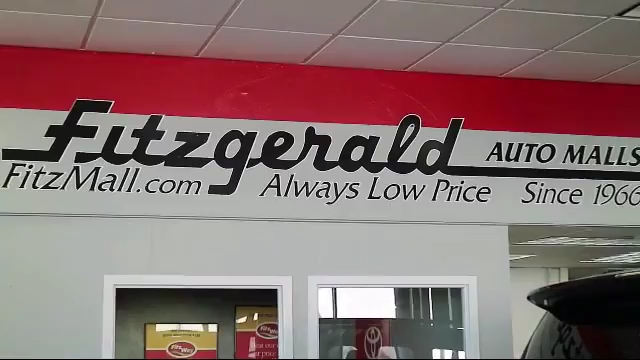 Fitzgerald AUTO MALLS
FitzMall.com Always Low Price Since 1966